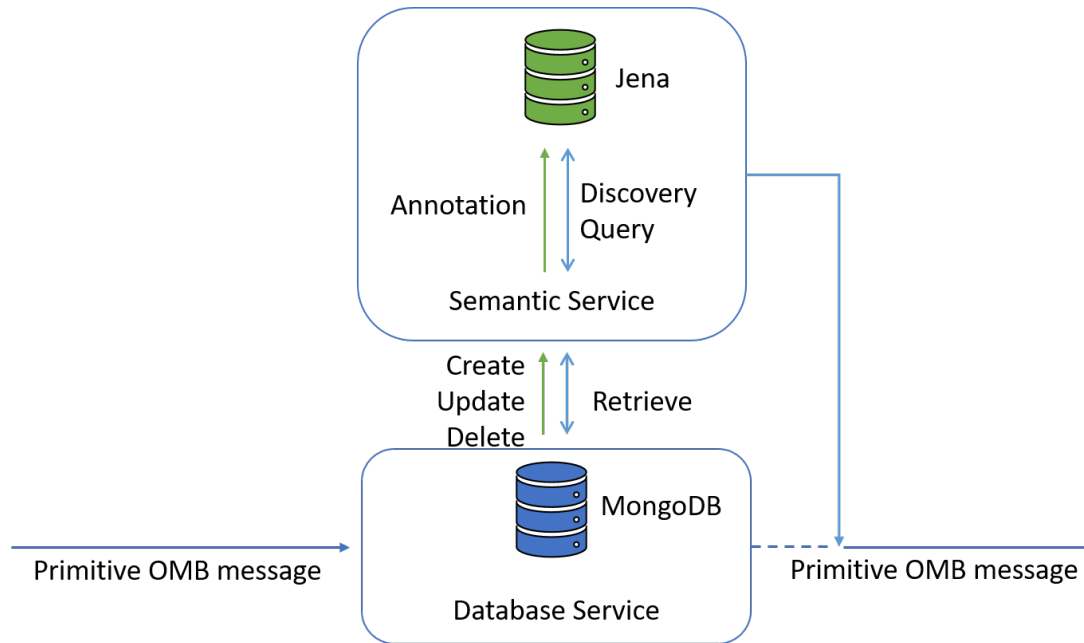 Jena
Annotation
Discovery
Query
Semantic Service
Create
Update
Delete
Retrieve
MongoDB
Primitive OMB message
Primitive OMB message
Database Service